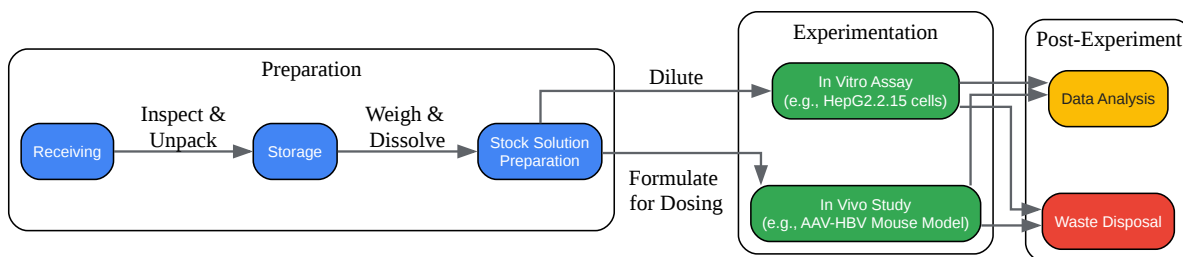 Preparation
Receiving
Inspect &
Unpack
Storage
Weigh &
Dissolve
Stock Solution
Preparation
Dilute
Formulate
for Dosing
Experimentation
In Vitro Assay
(e.g., HepG2.2.15 cells)
In Vivo Study
(e.g., AAV-HBV Mouse Model)
Post-Experiment
Data Analysis
Waste Disposal